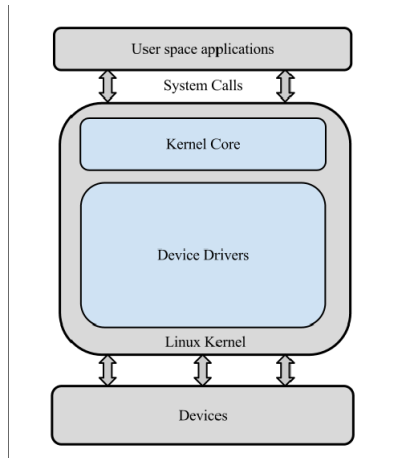 User space applications
System Calls
Kernel Core
Device Drivers
Linux Kernel
Devices